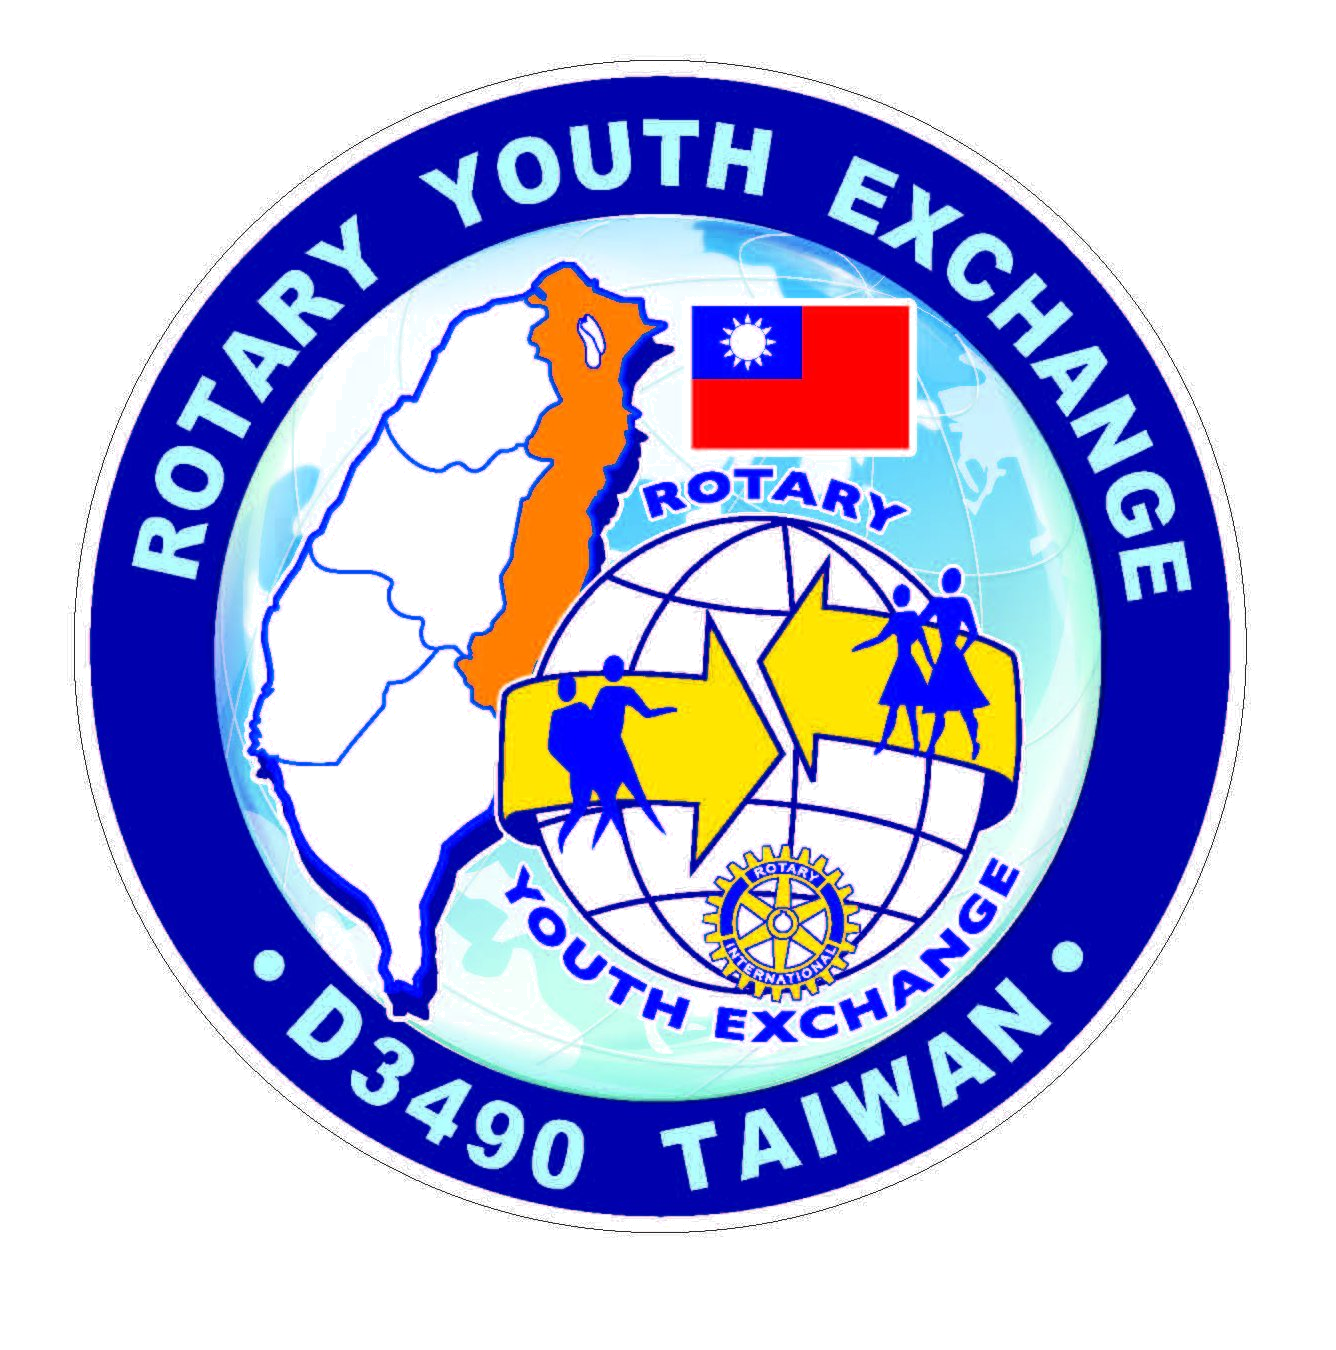 ROTARY YOUTH EXCHANGE
ROTARY
ROTARY
INTERNATIONAL
YOUTH EXCHANGE
• D3490 TAIWAN •